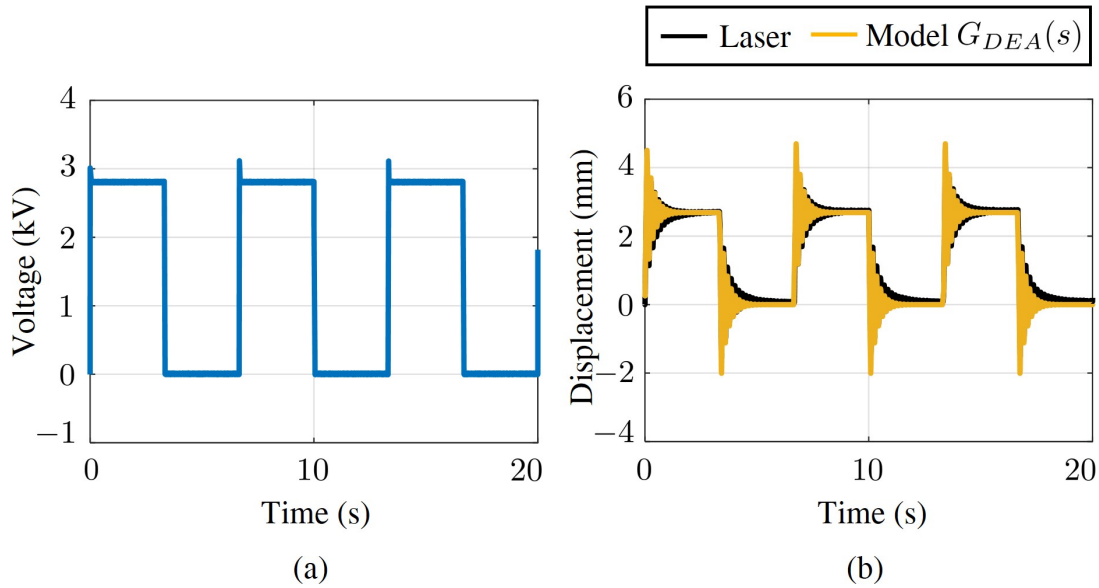 Laser Model G_{DEA}(s)
4
3
2
1
0
−1
Voltage (kV)
0 10 20
Time (s)
(a)
6
4
2
0
−2
−4
Displacement (mm)
0 10 20
Time (s)
(b)